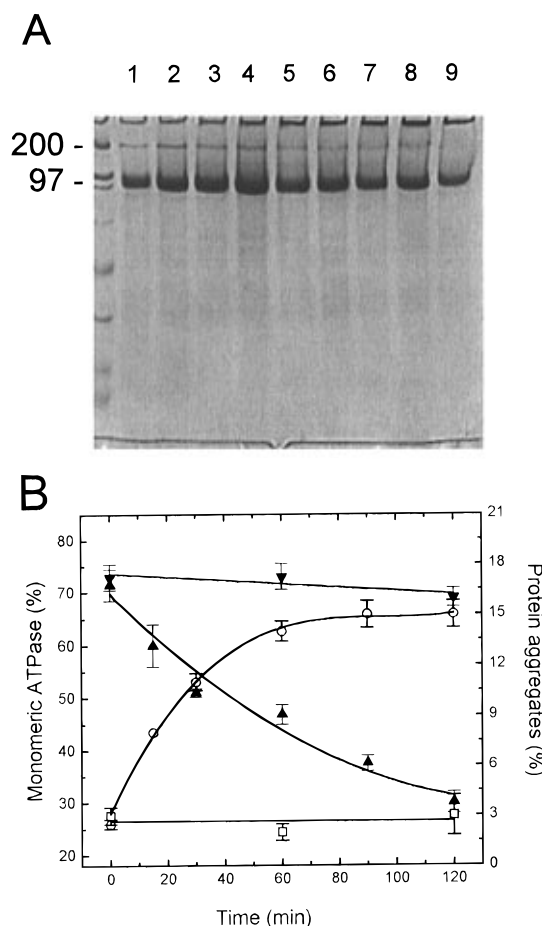 A
1 2 3 4 5 6 7 8 9
200 -
97 -
B
Monomeric ATPase (%)
80
70
60
50
40
30
20
21
18
15
12
9
6
3
0
Protein aggregates (%)
0 20 40 60 80 100 120
Time (min)